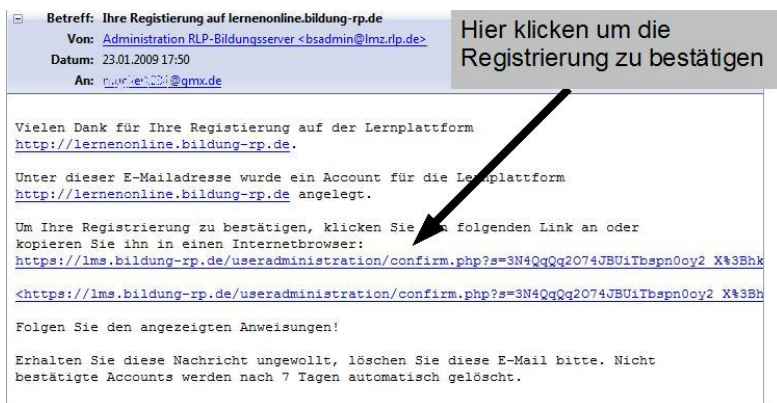 Betreff: Ihre Registierung auf lernenonline.bildung-rp.de
Von: Administration RLP-Bildungsserver <bsadmin@lmz.rlp.de>
Datum: 23.01.2009 17:50
An: @gmx.de
Hier klicken um die
Registrierung zu bestätigen
Vielen Dank für Ihre Registierung auf der Lernplattform
http://lernenonline.bildung-rp.de.
Unter dieser E-Mailadresse wurde ein Account für die Lernplattform
http://lernenonline.bildung-rp.de angelegt.
Um Ihre Registrierung zu bestätigen, klicken Sie folgenden Link an oder
kopieren Sie ihn in einen Internetbrowser:
https://lms.bildung-rp.de/useradministration/confirm.php?s=3N4QqQq2O74JBUiTbspn0oy2 X%3Bhk
<https://lms.bildung-rp.de/useradministration/confirm.php?s=3N4QqQq2O74JBUiTbspn0oy2 X%3Bh
Folgen Sie den angezeigten Anweisungen!
Erhalten Sie diese Nachricht ungewollt, löschen Sie diese E-Mail bitte. Nicht
bestätigte Accounts werden nach 7 Tagen automatisch gelöscht.